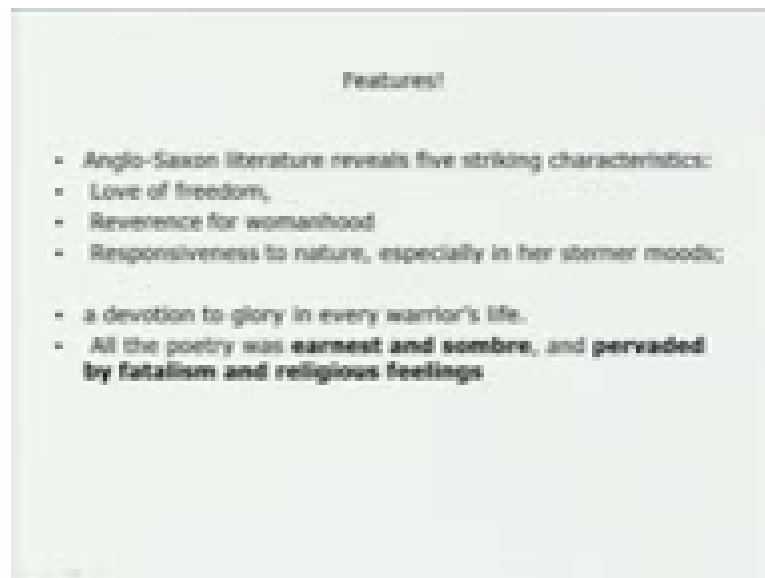 Features!
• Anglo-Saxon literature reveals five striking characteristics:
• Love of freedom,
• Reverence for womanhood
• Responsiveness to nature, especially in her sterner moods;
• a devotion to glory in every warrior's life.
• All the poetry was earnest and sombre, and pervaded
by fatalism and religious feelings